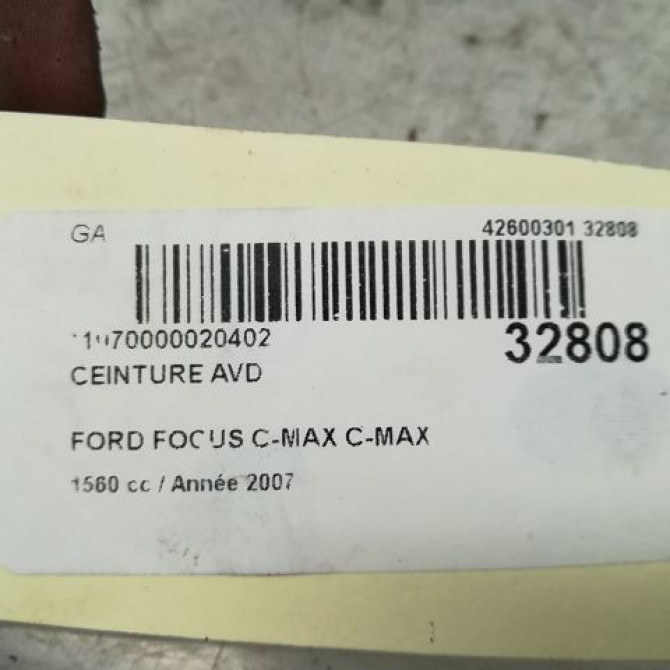 GA 42600301 32808
32808
CEINTURE AVD
FORD FOCUS C-MAX C-MAX
1560 cc / Année 2007